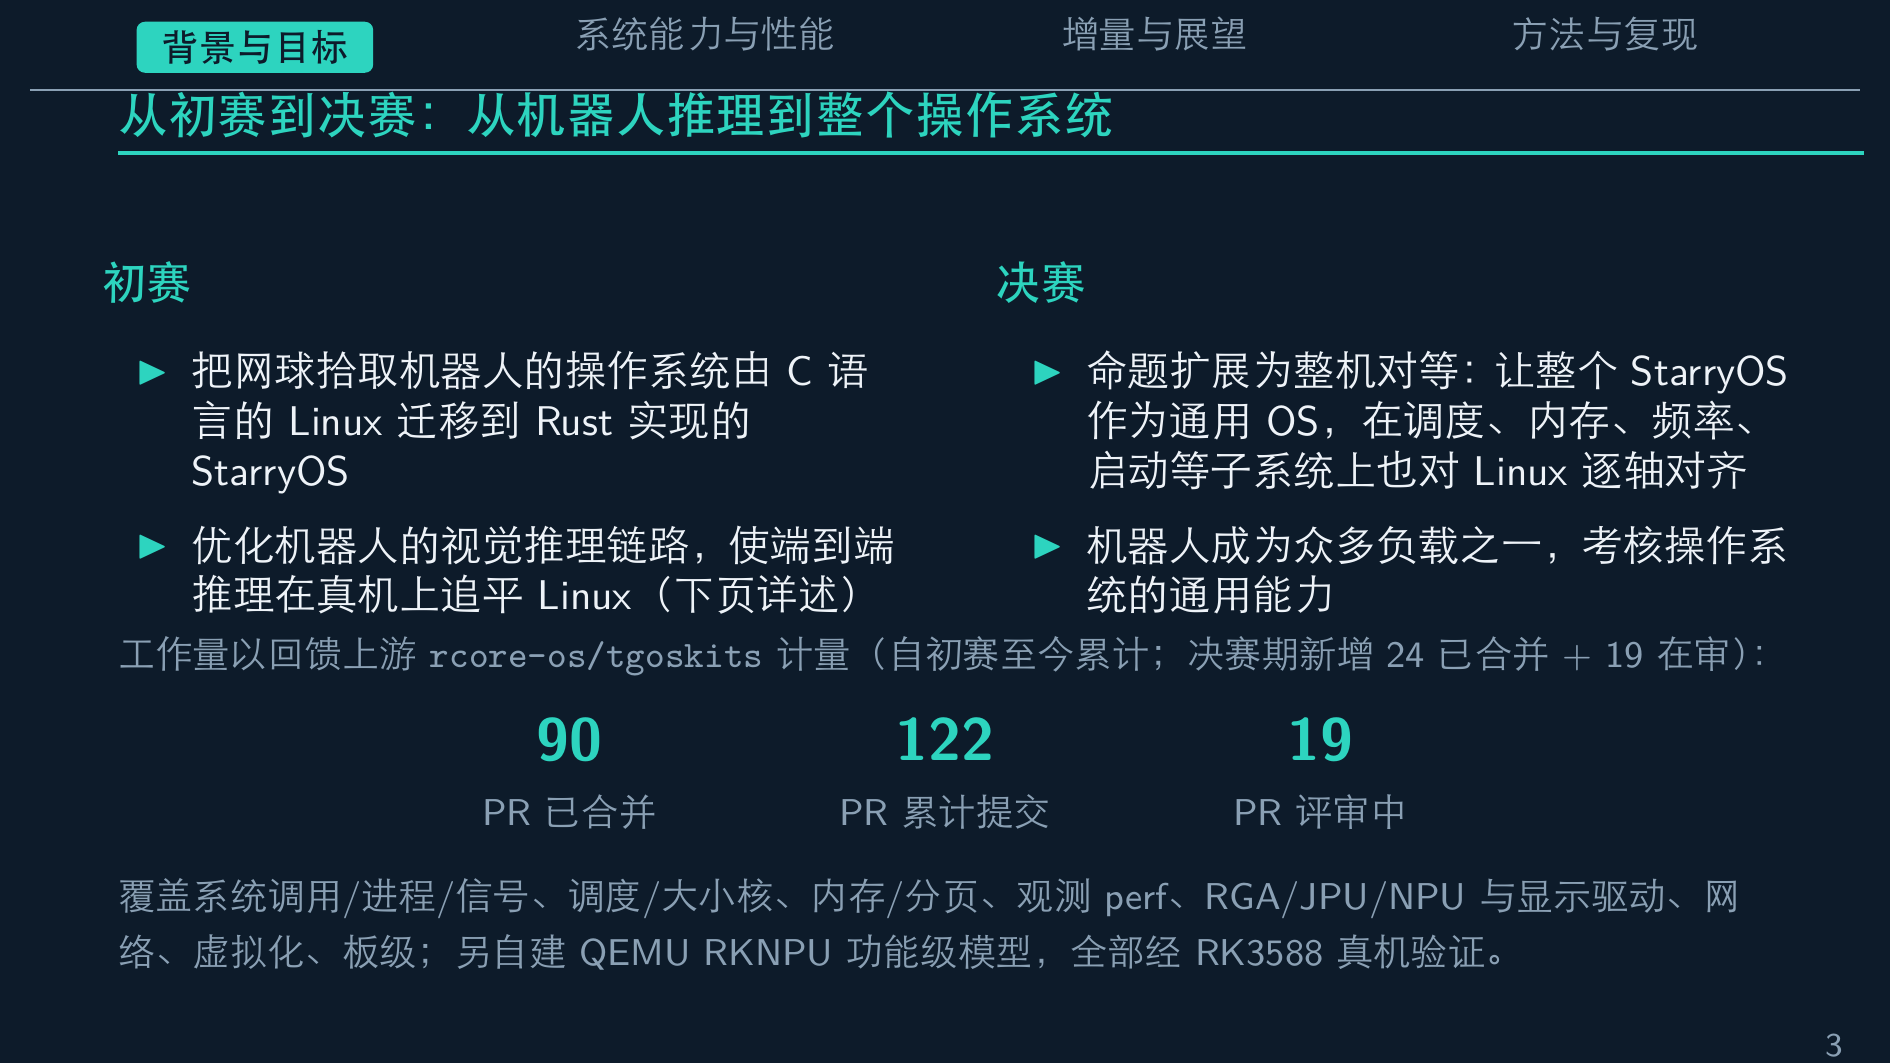 背景与目标
系统能力与性能
增量与展望
方法与复现
从初赛到决赛：从机器人推理到整个操作系统
初赛
▶ 把网球拾取机器人的操作系统由 C 语
言的 Linux 迁移到 Rust 实现的
StarryOS
▶ 优化机器人的视觉推理链路，使端到端
推理在真机上追平 Linux（下页详述）
决赛
▶ 命题扩展为整机对等：让整个 StarryOS
作为通用 OS，在调度、内存、频率、
启动等子系统上也对 Linux 逐轴对齐
▶ 机器人成为众多负载之一，考核操作系
统的通用能力
工作量以回馈上游 rcore-os/tgoskits 计量（自初赛至今累计；决赛期新增 24 已合并 + 19 在审）：
90
PR 已合并
122
PR 累计提交
19
PR 评审中
覆盖系统调用/进程/信号、调度/大小核、内存/分页、观测 perf、RGA/JPU/NPU 与显示驱动、网
络、虚拟化、板级；另自建 QEMU RKNPU 功能级模型，全部经 RK3588 真机验证。
3